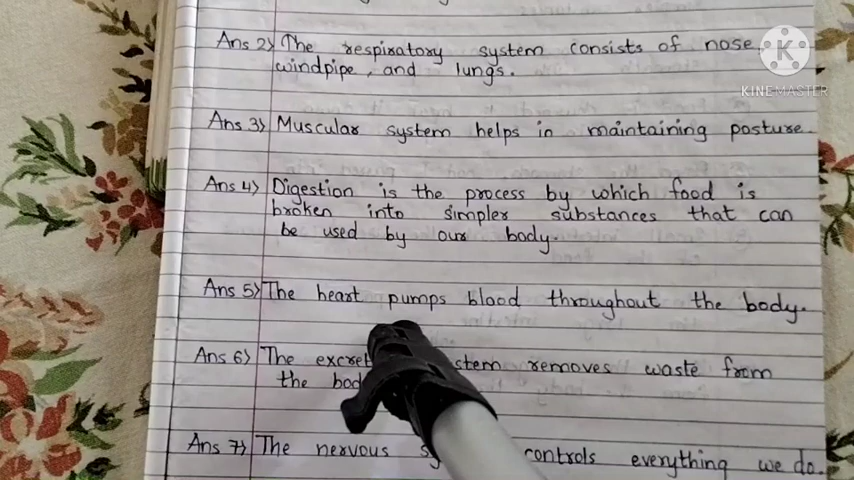 Ans 2) The respiratory system consists of nose,
windpipe, and lungs.
KINEMASTER
Ans 3) Muscular system helps in maintaining posture.
Ans 4) Digestion is the process by which food is
broken into simpler substances that can
be used by our body.
Ans 5) The heart pumps blood throughout the body.
Ans 6) The removes waste from
the
Ans 7) The nervous controls everything we do.